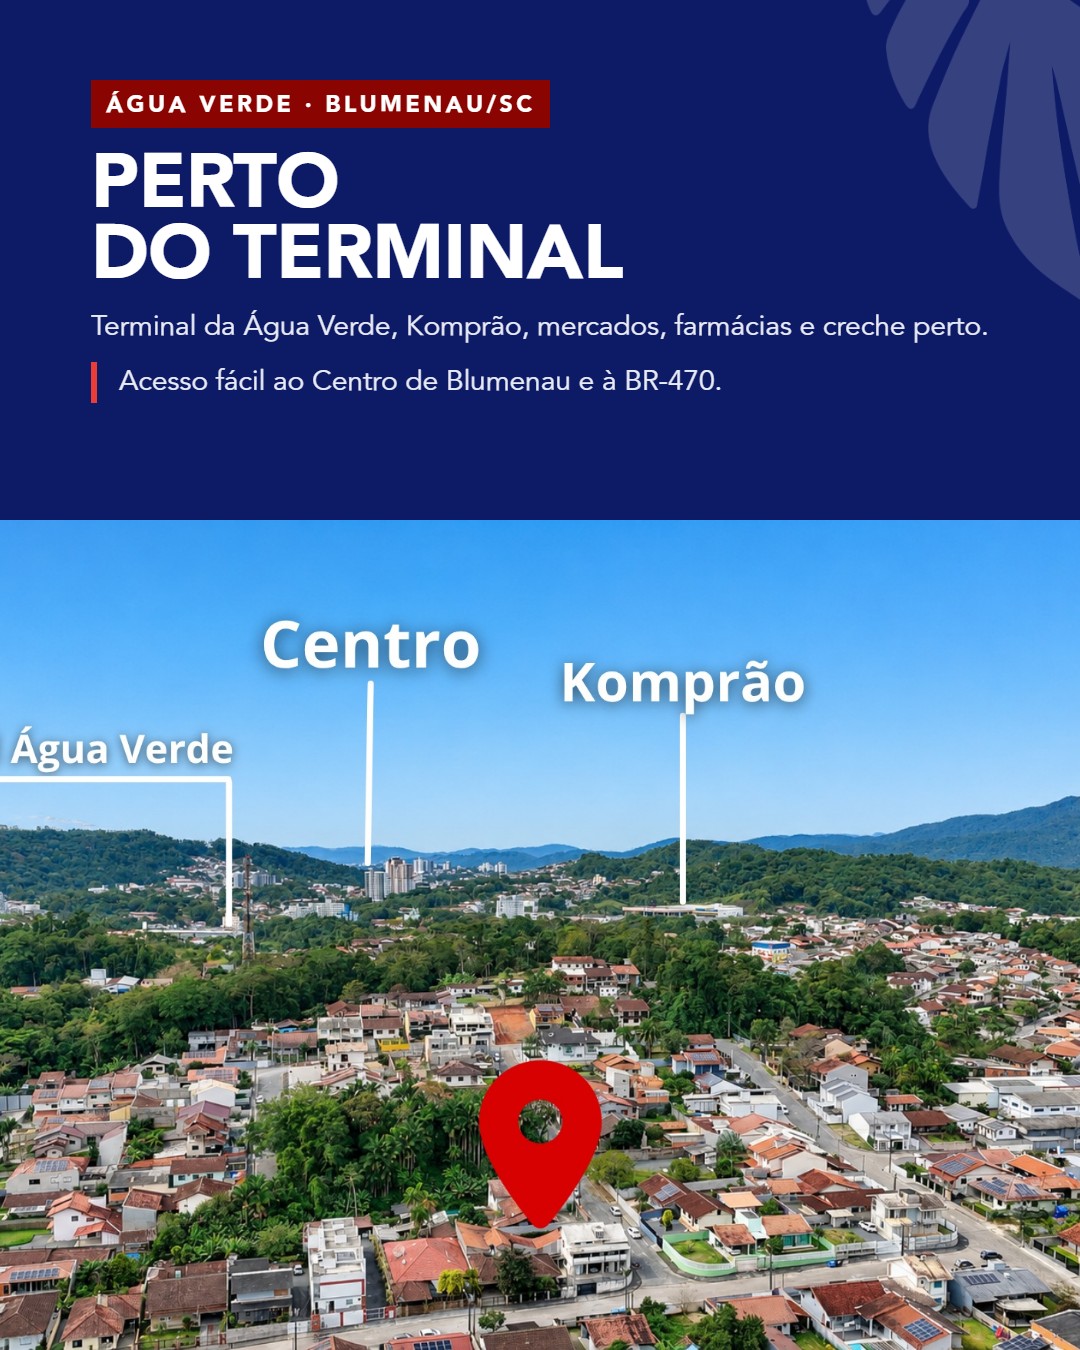 ÁGUA VERDE · BLUMENAU/SC
PERTO
DO TERMINAL
Terminal da Água Verde, Komprão, mercados, farmácias e creche perto.
Acesso fácil ao Centro de Blumenau e à BR-470.
Centro
Komprão
Água Verde